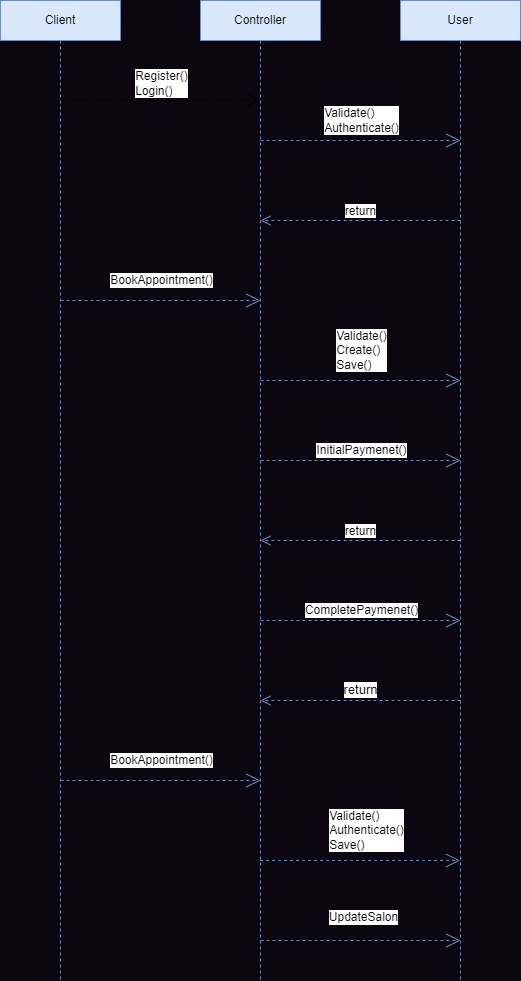 Client
Controller
User
Register()
Login()
Validate()
Authenticate()
return
BookAppointment()
Validate()
Create()
Save()
InitialPaymenet()
return
CompletePaymenet()
return
BookAppointment()
Validate()
Authenticate()
Save()
UpdateSalon